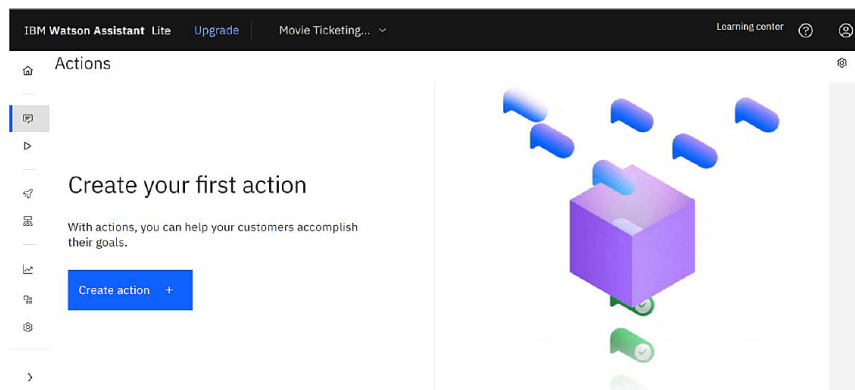 IBM Watson Assistant Lite Upgrade Movie Ticketing... Learning center
Actions
Create your first action
With actions, you can help your customers accomplish
their goals.
Create action +